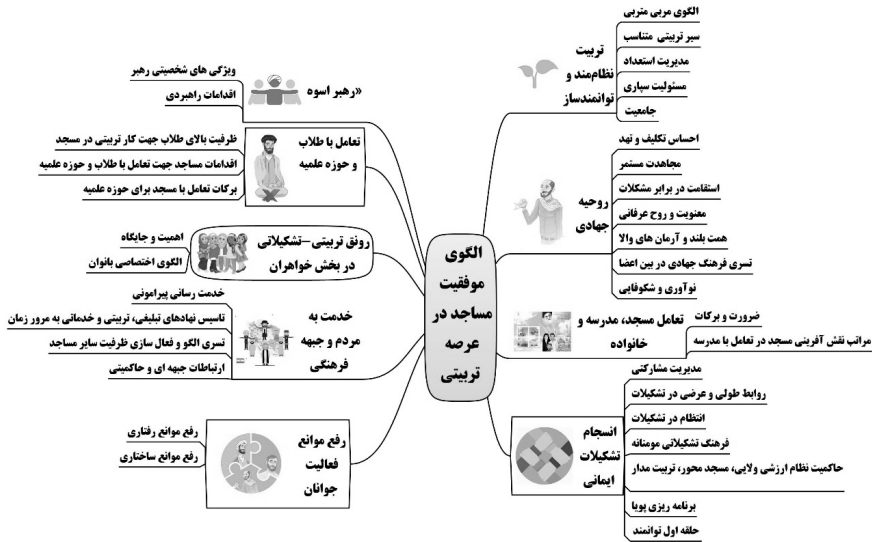 الگوی
موفقیت
مساجد در
عرصه
تربیتی
تربیت
نظام‌مند و
توانمندساز
الگوی مربی متربی
سیر تربیتی متناسب
مدیریت استعداد
مسئولیت سپاری
جامعیت
روحیه
جهادی
احساس تکلیف و تهد
مجاهدت مستمر
استقامت در برابر مشکلات
معنویت و روح عرفانی
همت بلند و آرمان های والا
تسری فرهنگ جهادی در بین اعضا
نوآوری و شکوفایی
تعامل مسجد، مدرسه و
خانواده
ضرورت و برکات
مراتب نقش آفرینی مسجد در تعامل با مدرسه
انسجام
تشکیلات
ایمانی
مدیریت مشارکتی
روابط طولی و عرضی در تشکیلات
انتظام در تشکیلات
فرهنگ تشکیلاتی مومنانه
حاکمیت نظام ارزشی ولایی، مسجد محور، تربیت مدار
برنامه ریزی پویا
حلقه اول توانمند
«رهبر اسوه
ویژگی های شخصیتی رهبر
اقدامات راهبردی
تعامل با طلاب
و حوزه علمیه
ظرفیت بالای طلاب جهت کار تربیتی در مسجد
اقدامات مساجد جهت تعامل با طلاب و حوزه علمیه
برکات تعامل با مسجد برای حوزه علمیه
رونق تربیتی-تشکیلاتی
در بخش خواهران
اهمیت و جایگاه
الگوی اختصاصی بانوان
خدمت به
مردم و جبهه
فرهنگی
خدمت رسانی پیرامونی
تاسیس نهادهای تبلیغی، تربیتی و خدماتی به مرور زمان
تسری الگو و فعال سازی ظرفیت سایر مساجد
ارتباطات جبهه ای و حاکمیتی
رفع موانع
فعالیت
جوانان
رفع موانع رفتاری
رفع موانع ساختاری